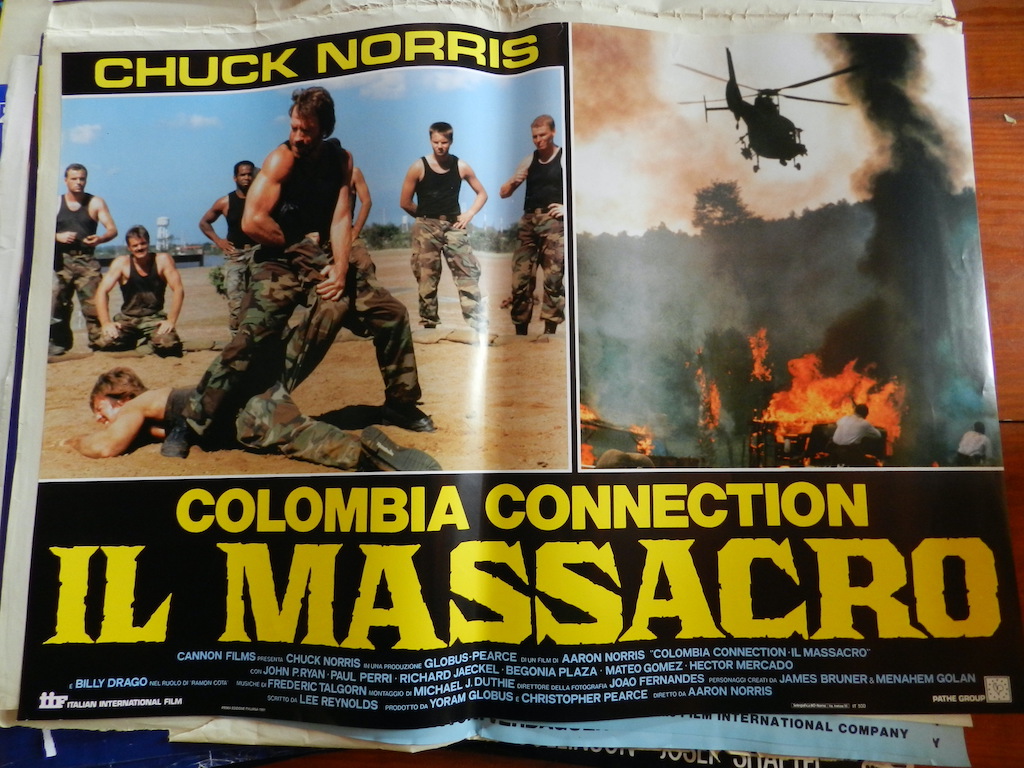 CHUCK NORRIS
COLOMBIA CONNECTION
IL MASSACRO
CANNON FILMS PRESENTA CHUCK NORRIS IN UNA PRODUZIONE GLOBUS·PEARCE DI UN FILM DI AARON NORRIS "COLOMBIA CONNECTION·IL MASSACRO"
CON JOHN P. RYAN · PAUL PERRI · RICHARD JAECKEL · BEGONIA PLAZA · MATEO GOMEZ · HECTOR MERCADO
E BILLY DRAGO NEL RUOLO DI "RAMON COTA" MUSICHE DI FREDERIC TALGORN MONTAGGIO DI MICHAEL J. DUTHIE DIRETTORE DELLA FOTOGRAFIA JOAO FERNANDES PERSONAGGI CREATI DA JAMES BRUNER & MENAHEM GOLAN
SCRITTO DA LEE REYNOLDS PRODOTTO DA YORAM GLOBUS E CHRISTOPHER PEARCE DIRETTO DA AARON NORRIS
IIF ITALIAN INTERNATIONAL FILM
PATHE GROUP
FILM INTERNATIONAL COMPANY